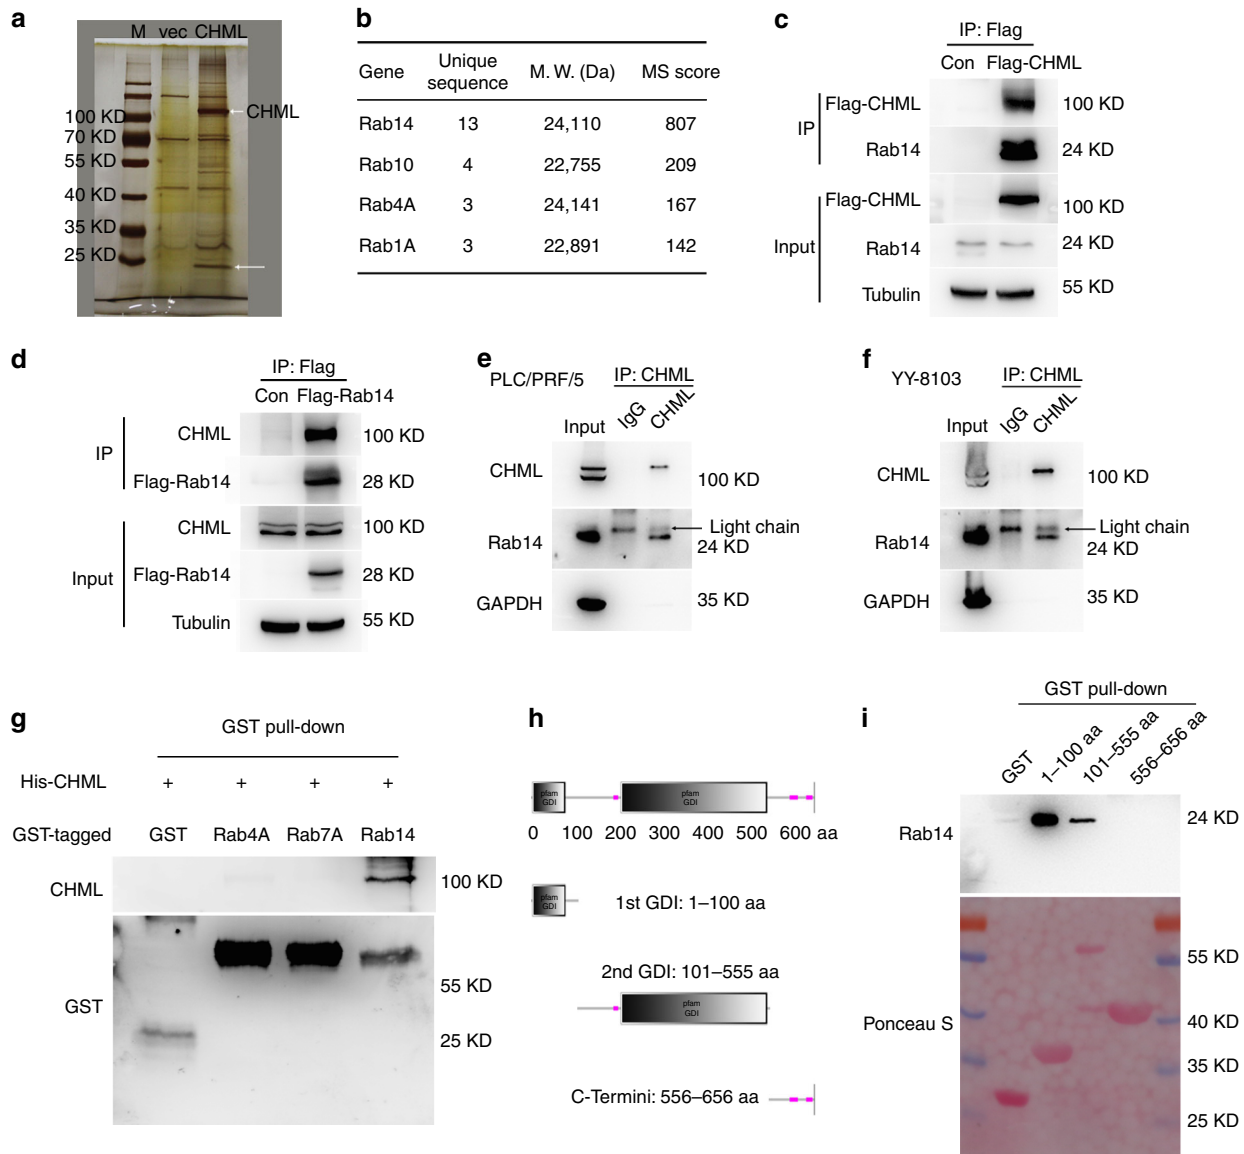 a
M vec CHML
100 KD
CHML
70 KD
55 KD
40 KD
35 KD
25 KD
b
Gene Unique sequence M. W. (Da) MS score
Rab14 13 24,110 807
Rab10 4 22,755 209
Rab4A 3 24,141 167
Rab1A 3 22,891 142
c
IP: Flag
Con Flag-CHML
IP
Flag-CHML 100 KD
Rab14 24 KD
Input
Flag-CHML 100 KD
Rab14 24 KD
Tubulin 55 KD
d
IP: Flag
Con Flag-Rab14
IP
CHML 100 KD
Flag-Rab14 28 KD
Input
CHML 100 KD
Flag-Rab14 28 KD
Tubulin 55 KD
e
PLC/PRF/5
IP: CHML
Input IgG CHML
CHML 100 KD
Light chain
Rab14 24 KD
GAPDH 35 KD
f
YY-8103
IP: CHML
Input IgG CHML
CHML 100 KD
Light chain
Rab14 24 KD
GAPDH 35 KD
g
GST pull-down
His-CHML + + + +
GST-tagged GST Rab4A Rab7A Rab14
CHML 100 KD
GST
55 KD
25 KD
h
pfam
GDI
pfam
GDI
0 100 200 300 400 500 600 aa
pfam
GDI
1st GDI: 1–100 aa
2nd GDI: 101–555 aa
pfam
GDI
C-Termini: 556–656 aa
i
GST pull-down
GST 1–100 aa 101–555 aa 556–656 aa
Rab14 24 KD
Ponceau S
55 KD
40 KD
35 KD
25 KD